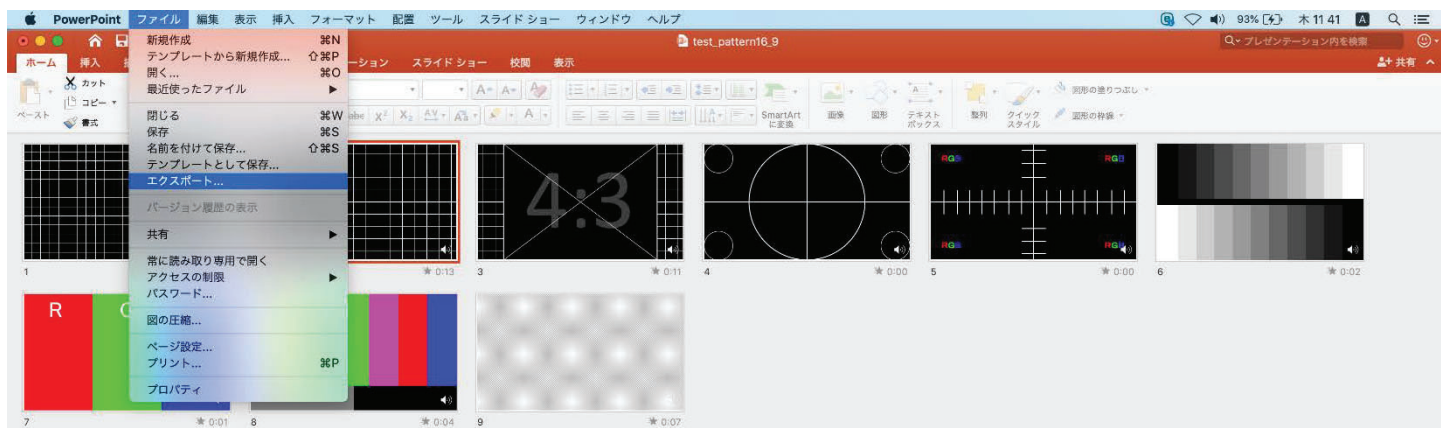 PowerPoint ファイル 編集 表示 挿入 フォーマット 配置 ツール スライド ショー ウィンドウ ヘルプ 93% 木 11 41 A
test_pattern16_9
プレゼンテーション内を検索
ホーム 挿入 ーション スライド ショー 校閲 表示 共有
新規作成 ⌘N
テンプレートから新規作成... ⇧⌘P
開く... ⌘O
最近使ったファイル ▶
閉じる ⌘W
保存 ⌘S
名前を付けて保存... ⇧⌘S
テンプレートとして保存...
エクスポート...
バージョン履歴の表示
共有 ▶
常に読み取り専用で開く
アクセスの制限 ▶
パスワード...
図の圧縮...
ページ設定...
プリント... ⌘P
プロパティ
ペースト
カット
コピー
書式
abc X² X₂ AV Aa A
SmartArt
に変換
画像
図形
テキスト
ボックス
整列
クイック
スタイル
図形の塗りつぶし
図形の枠線
4:3
RGB RGB
RGB RGB
1
0:13
3 0:11
4 0:00
5 0:00
6 0:02
R G
7 0:01
8 0:04
9 0:07